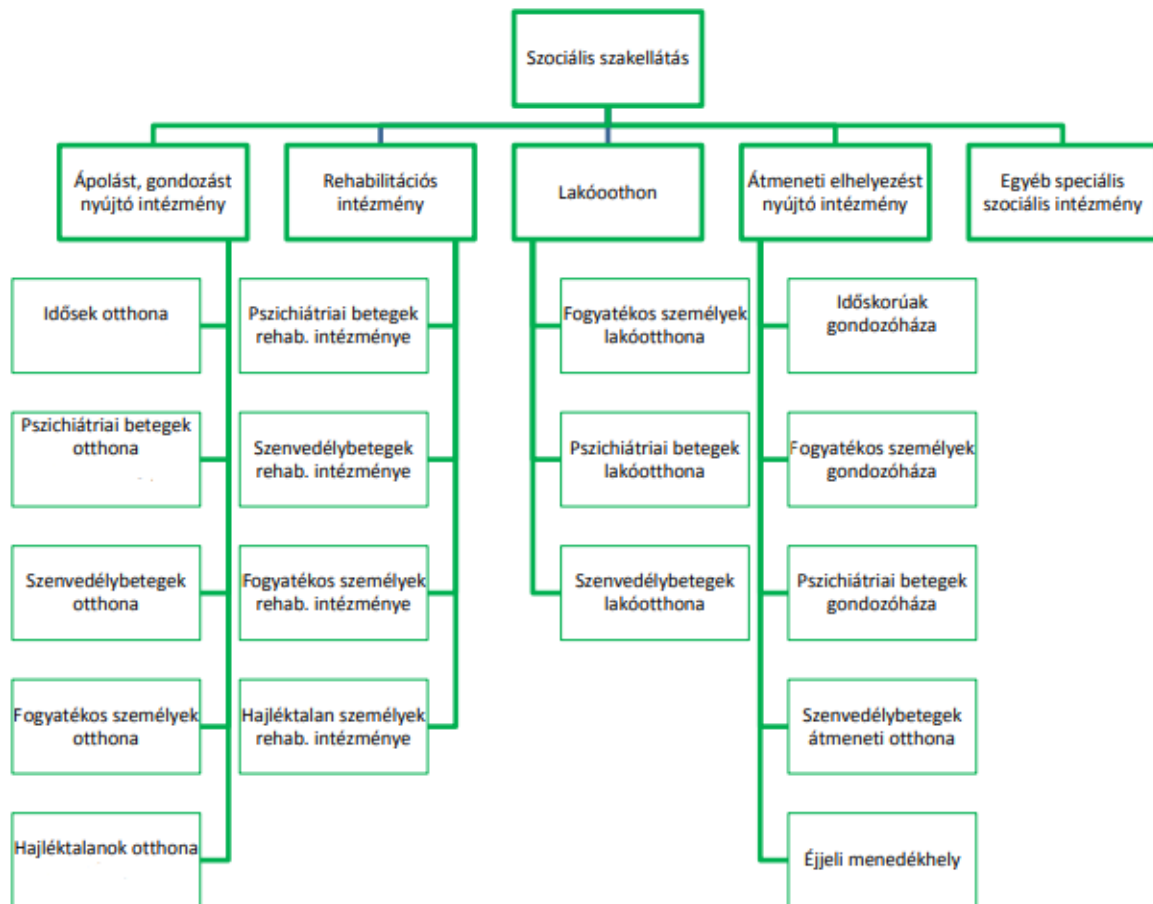 Szociális szakellátás
Ápolást, gondozást
nyújtó intézmény
Rehabilitációs
intézmény
Lakóoothon
Átmeneti elhelyezést
nyújtó intézmény
Egyéb speciális
szociális intézmény
Idősek otthona
Pszichiátriai betegek
otthona
Szenvedélybetegek
otthona
Fogyatékos személyek
otthona
Hajléktalanok otthona
Pszichiátriai betegek
rehab. intézménye
Szenvedélybetegek
rehab. intézménye
Fogyatékos személyek
rehab. intézménye
Hajléktalan személyek
rehab. intézménye
Fogyatékos személyek
lakóotthona
Pszichiátriai betegek
lakóotthona
Szenvedélybetegek
lakóotthona
Időskorúak
gondozóháza
Fogyatékos személyek
gondozóháza
Pszichiátriai betegek
gondozóháza
Szenvedélybetegek
átmeneti otthona
Éjjeli menedékhely